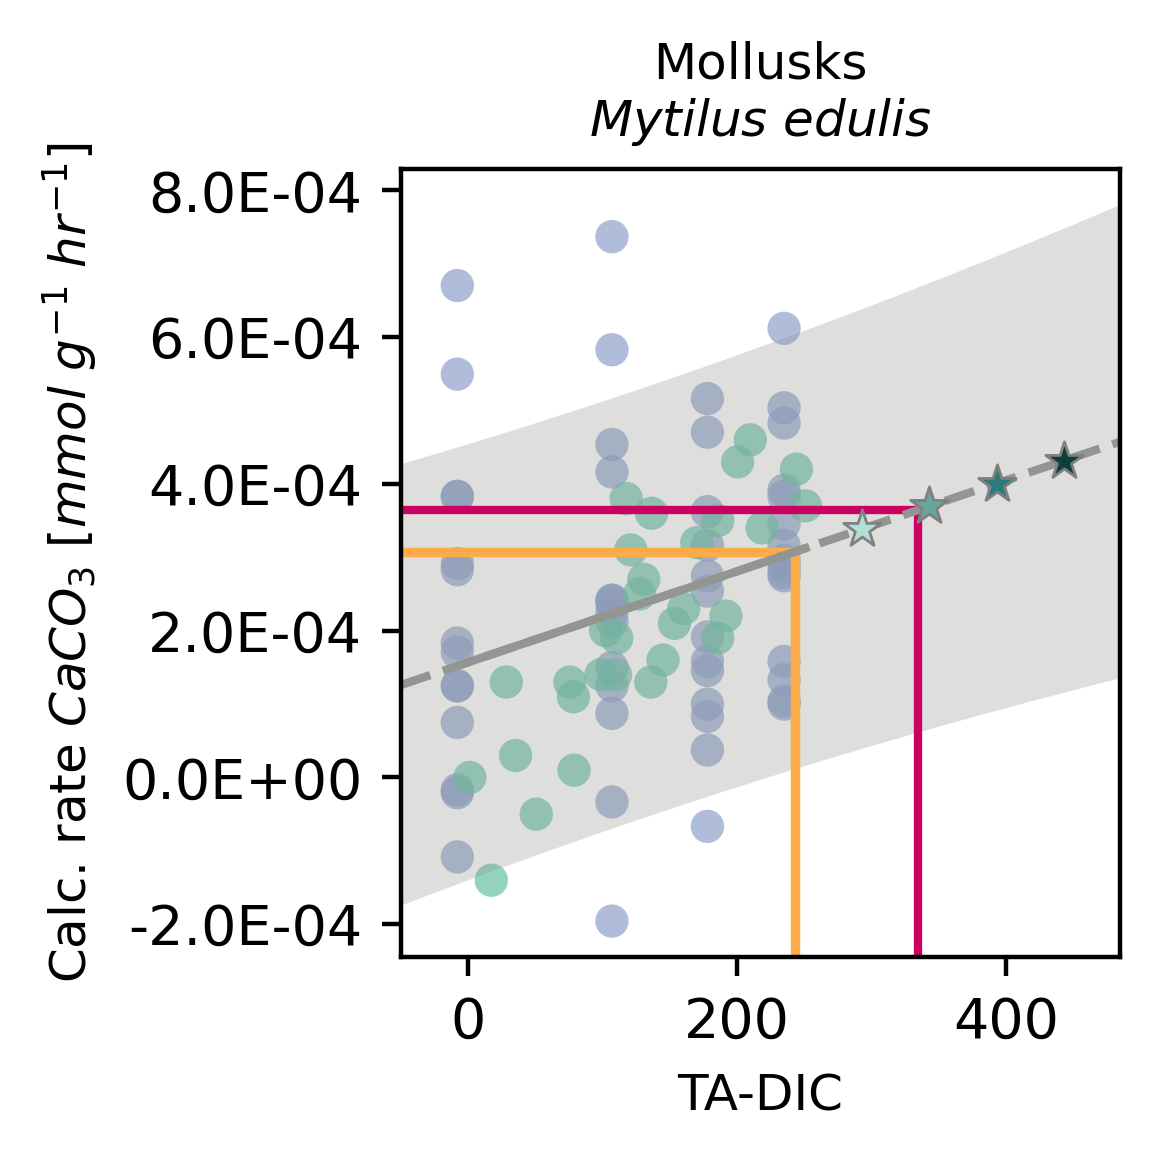 Mollusks
Mytilus edulis
Calc. rate CaCO₃ [mmol g⁻¹ hr⁻¹]
8.0E-04
6.0E-04
4.0E-04
2.0E-04
0.0E+00
-2.0E-04
0 200 400
TA-DIC